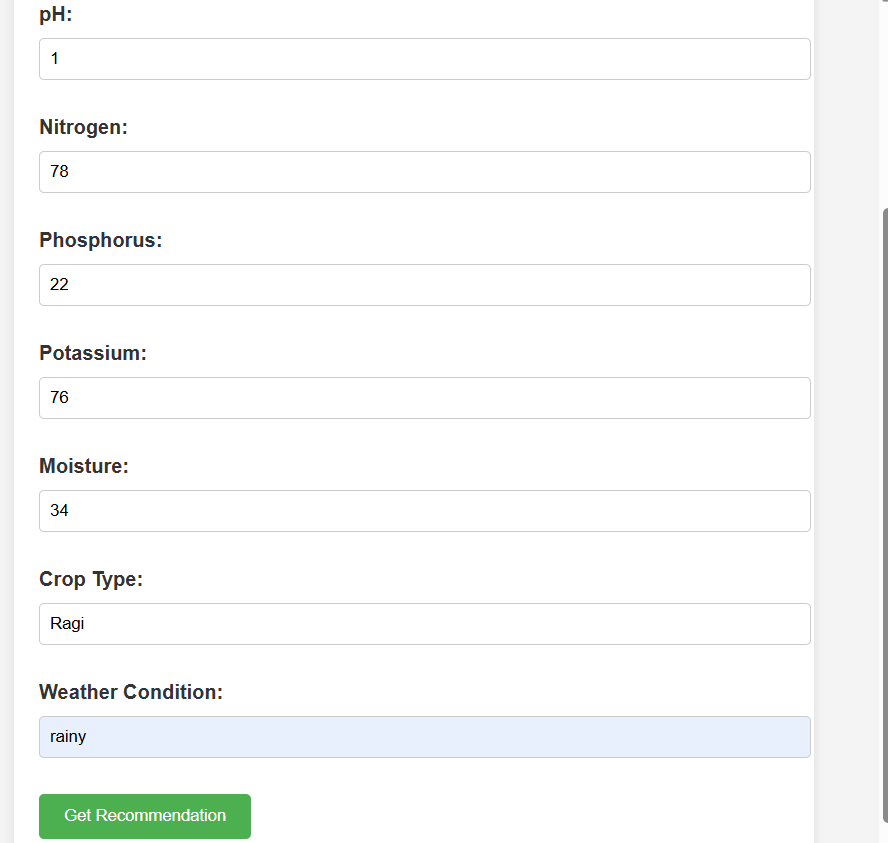 pH:
1
Nitrogen:
78
Phosphorus:
22
Potassium:
76
Moisture:
34
Crop Type:
Ragi
Weather Condition:
rainy
Get Recommendation